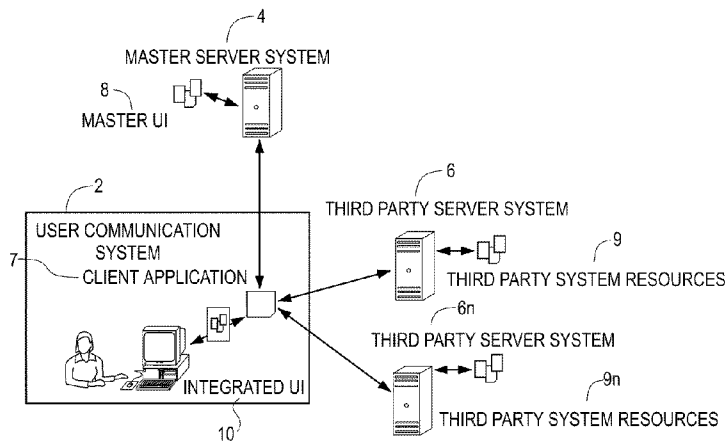 4
MASTER SERVER SYSTEM
8
MASTER UI
2
USER COMMUNICATION
SYSTEM
7
CLIENT APPLICATION
INTEGRATED UI
10
6
THIRD PARTY SERVER SYSTEM
9
THIRD PARTY SYSTEM RESOURCES
6n
THIRD PARTY SERVER SYSTEM
9n
THIRD PARTY SYSTEM RESOURCES